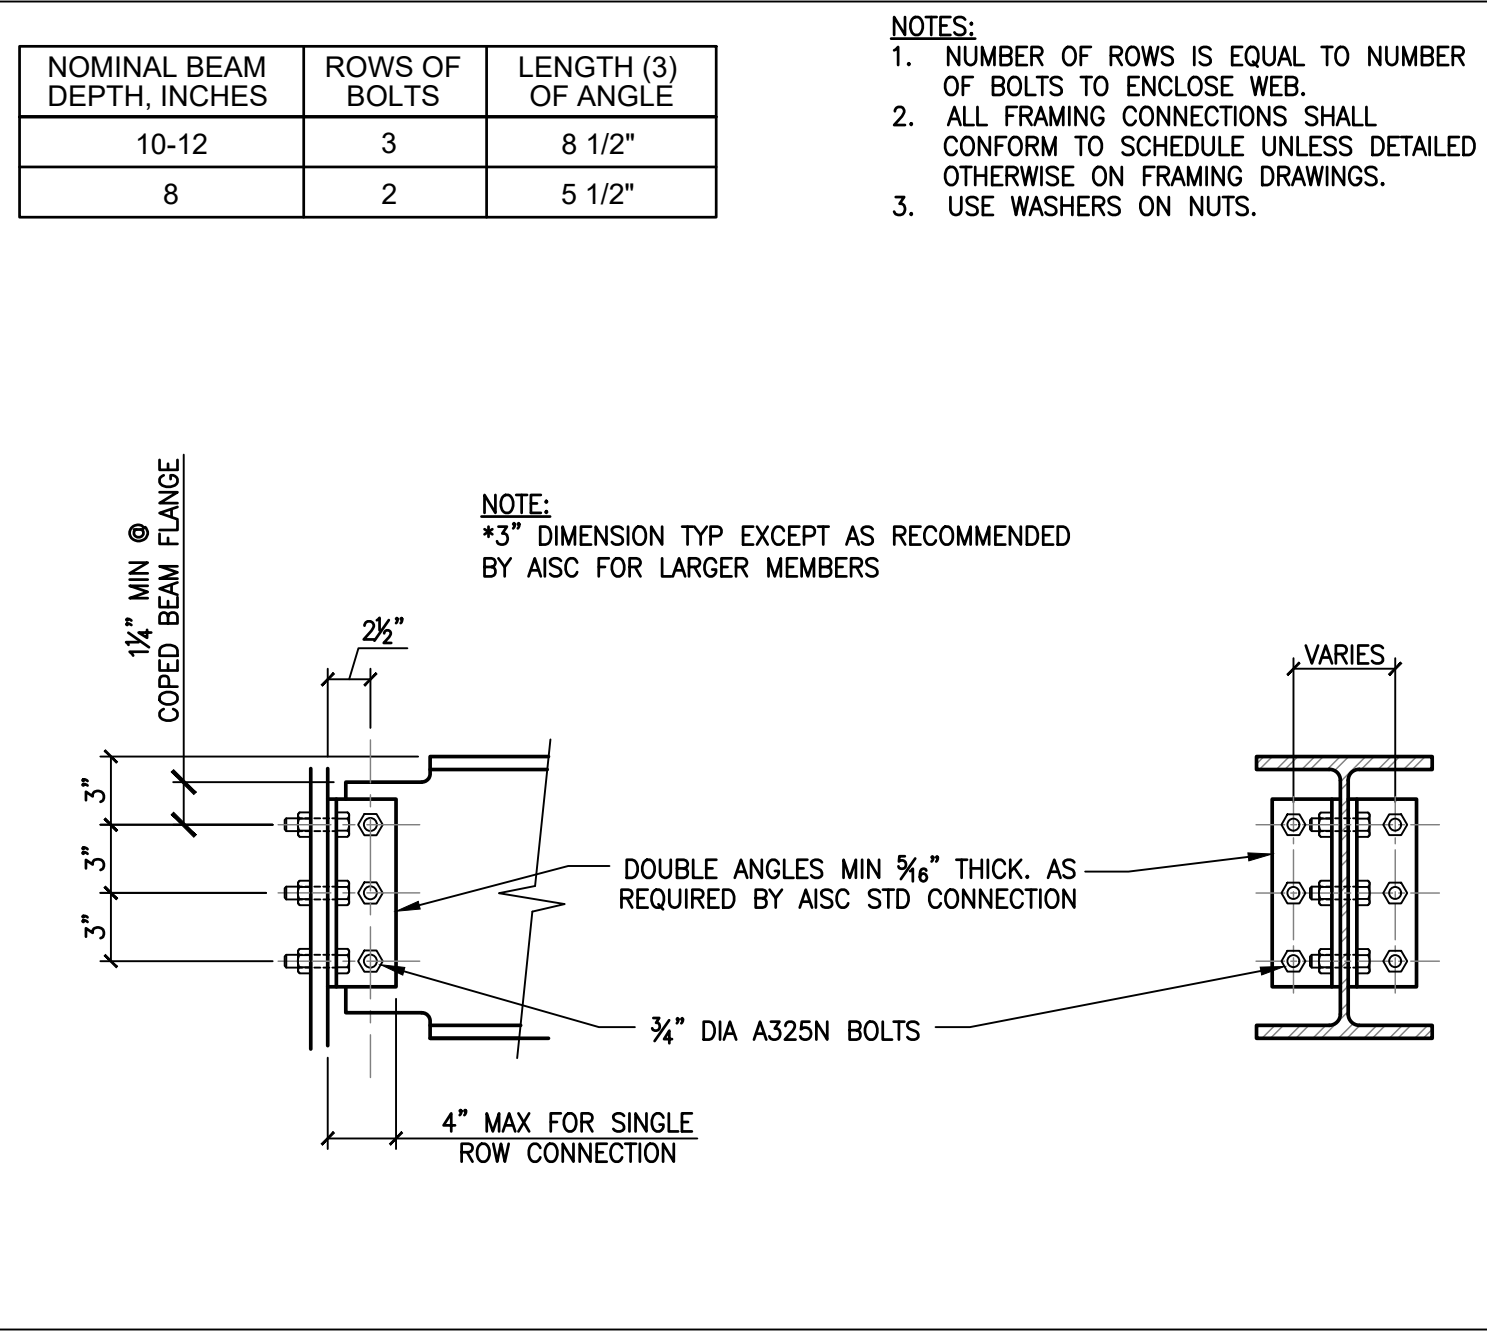 NOMINAL BEAM
DEPTH, INCHES
ROWS OF
BOLTS
LENGTH (3)
OF ANGLE
10-12
3
8 1/2"
8
2
5 1/2"
NOTES:
1. NUMBER OF ROWS IS EQUAL TO NUMBER
OF BOLTS TO ENCLOSE WEB.
2. ALL FRAMING CONNECTIONS SHALL
CONFORM TO SCHEDULE UNLESS DETAILED
OTHERWISE ON FRAMING DRAWINGS.
3. USE WASHERS ON NUTS.
1¼" MIN @
COPED BEAM FLANGE
NOTE:
*3" DIMENSION TYP EXCEPT AS RECOMMENDED
BY AISC FOR LARGER MEMBERS
2½"
VARIES
3"
3"
3"
DOUBLE ANGLES MIN 5⁄16" THICK. AS
REQUIRED BY AISC STD CONNECTION
¾" DIA A325N BOLTS
4" MAX FOR SINGLE
ROW CONNECTION